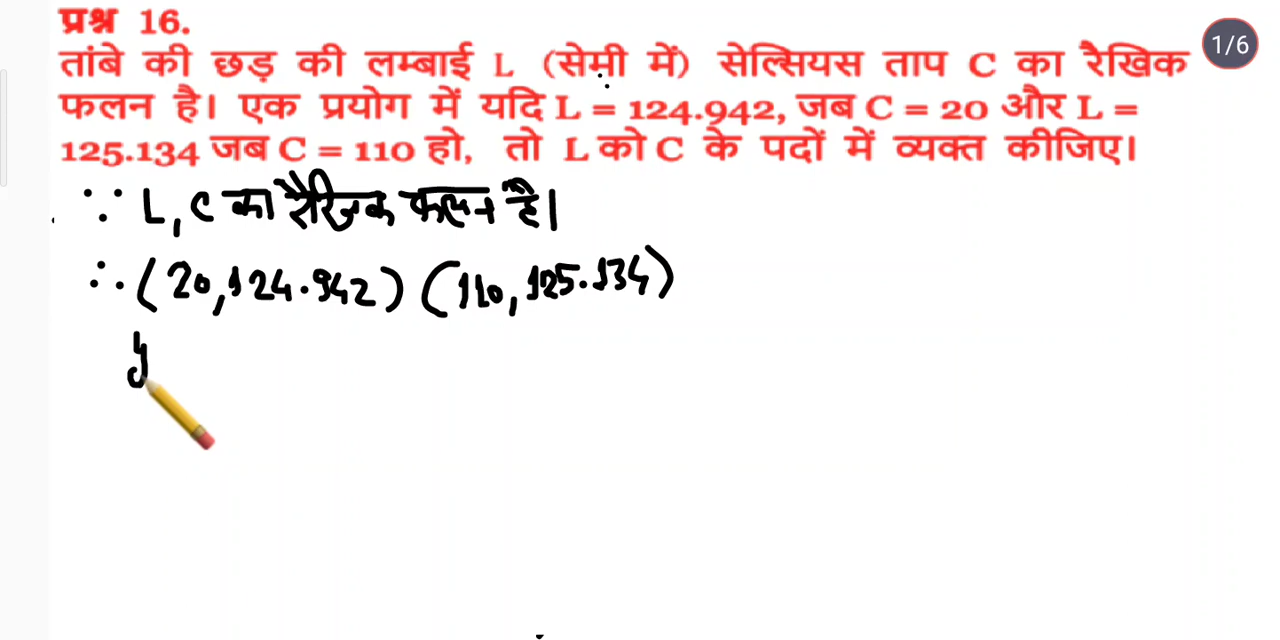 प्रश्न 16.
1/6
तांबे की छड़ की लम्बाई L (सेमी में) सेल्सियस ताप C का रैखिक
फलन है। एक प्रयोग में यदि L = 124.942, जब C = 20 और L =
125.134 जब C = 110 हो, तो L को C के पदों में व्यक्त कीजिए।
∵ L, C का रैखिक फलन है।
∴ (20, 124.942) (110, 125.134)
y